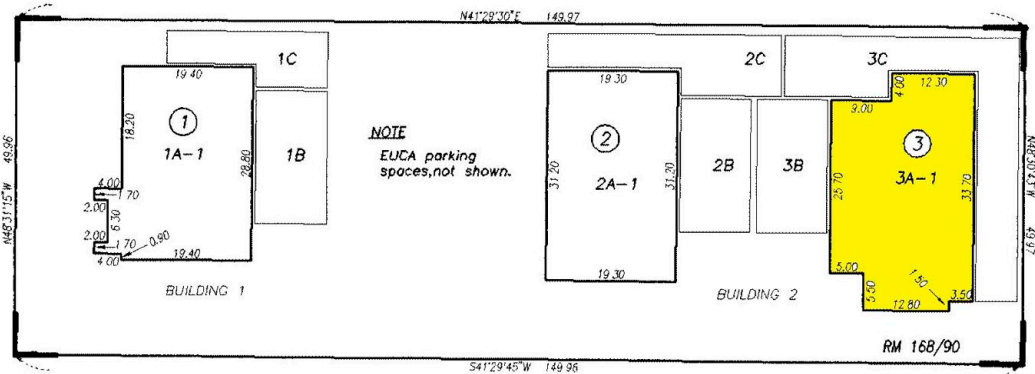 N41°29'30"E 149.97
1C
2C
3C
19.40
19.30
12.30
4.00
9.00
N48°31'15"W 49.96
18.20
1
1A-1
28.80
1B
NOTE
EUCA parking
spaces,not shown.
2
2A-1
31.20
31.20
2B
3B
3
3A-1
25.70
33.70
N48°30'43"W 49.97
4.00
1.70
2.00
6.30
2.00
1.70
0.90
4.00
19.40
19.30
5.00
5.50
1.50
3.50
12.80
BUILDING 1
BUILDING 2
RM 168/90
S41°29'45"W 149.96